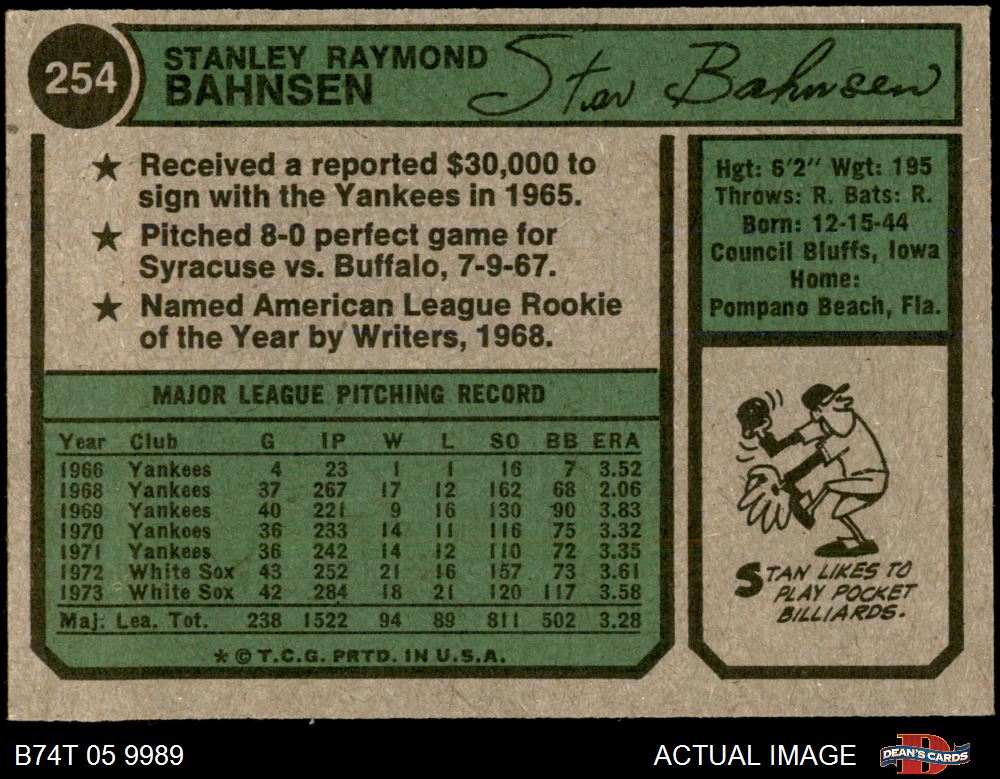 254
STANLEY RAYMOND
BAHNSEN
Stan Bahnsen
★ Received a reported $30,000 to
sign with the Yankees in 1965.
★ Pitched 8-0 perfect game for
Syracuse vs. Buffalo, 7-9-67.
★ Named American League Rookie
of the Year by Writers, 1968.
Hgt: 6'2" Wgt: 195
Throws: R. Bats: R.
Born: 12-15-44
Council Bluffs, Iowa
Home:
Pompano Beach, Fla.
MAJOR LEAGUE PITCHING RECORD
Year Club G IP W L SO BB ERA
1966 Yankees 4 23 1 1 16 7 3.52
1968 Yankees 37 267 17 12 162 68 2.06
1969 Yankees 40 221 9 16 130 90 3.83
1970 Yankees 36 233 14 11 116 75 3.32
1971 Yankees 36 242 14 12 110 72 3.35
1972 White Sox 43 252 21 16 157 73 3.61
1973 White Sox 42 284 18 21 120 117 3.58
Maj. Lea. Tot. 238 1522 94 89 811 502 3.28
* © T.C.G. PRTD. IN U.S.A.
STAN LIKES TO
PLAY POCKET
BILLIARDS.
B74T 05 9989
ACTUAL IMAGE
DEAN'S CARDS